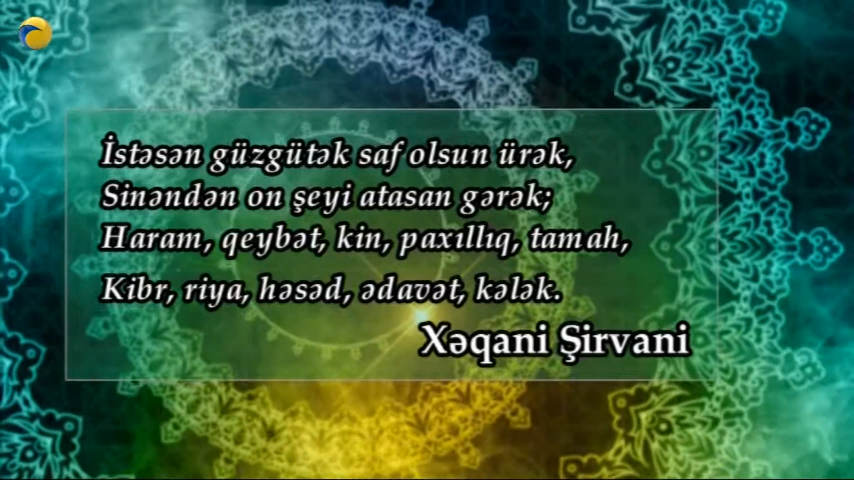 İstəsən güzgütək saf olsun ürək,
Sinəndən on şeyi atasan gərək;
Haram, qeybət, kin, paxıllıq, tamah,
Kibr, riya, həsəd, ədavət, kələk.
Xəqani Şirvani